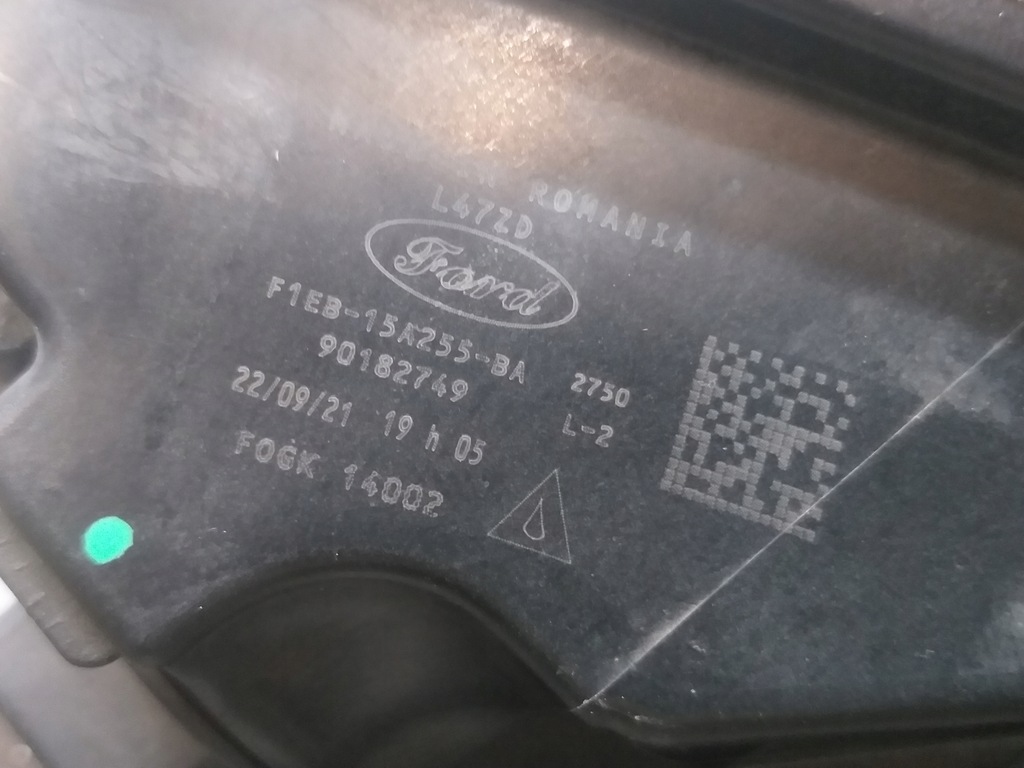 ROMANIA
L47ZD
Ford
F1EB-15A255-BA
90182749
2750
22/09/21 19 h 05
L-2
FOGK 14002